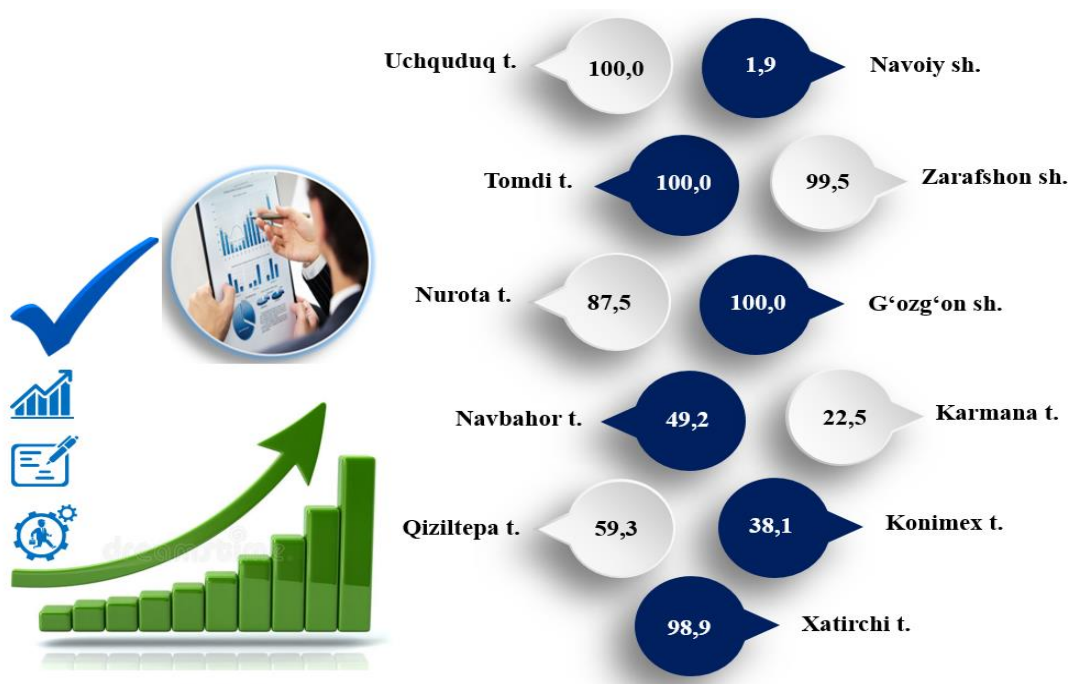 Uchquduq t.
100,0
1,9
Navoiy sh.
Tomdi t.
100,0
99,5
Zarafshon sh.
Nurota t.
87,5
100,0
G‘ozg‘on sh.
Navbahor t.
49,2
22,5
Karmana t.
Qiziltepa t.
59,3
38,1
Konimex t.
98,9
Xatirchi t.
dreamstime.